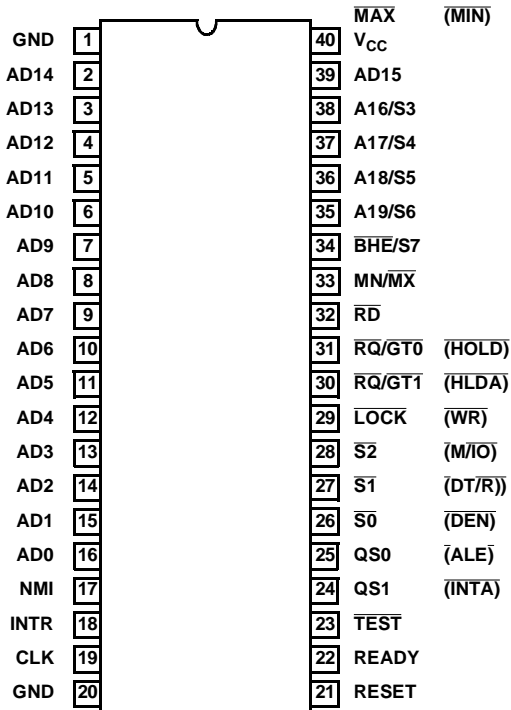 MAX (MIN)
GND 1 40 VCC
AD14 2 39 AD15
AD13 3 38 A16/S3
AD12 4 37 A17/S4
AD11 5 36 A18/S5
AD10 6 35 A19/S6
AD9 7 34 BHE/S7
AD8 8 33 MN/MX
AD7 9 32 RD
AD6 10 31 RQ/GT0 (HOLD)
AD5 11 30 RQ/GT1 (HLDA)
AD4 12 29 LOCK (WR)
AD3 13 28 S2 (M/IO)
AD2 14 27 S1 (DT/R))
AD1 15 26 S0 (DEN)
AD0 16 25 QS0 (ALE)
NMI 17 24 QS1 (INTA)
INTR 18 23 TEST
CLK 19 22 READY
GND 20 21 RESET